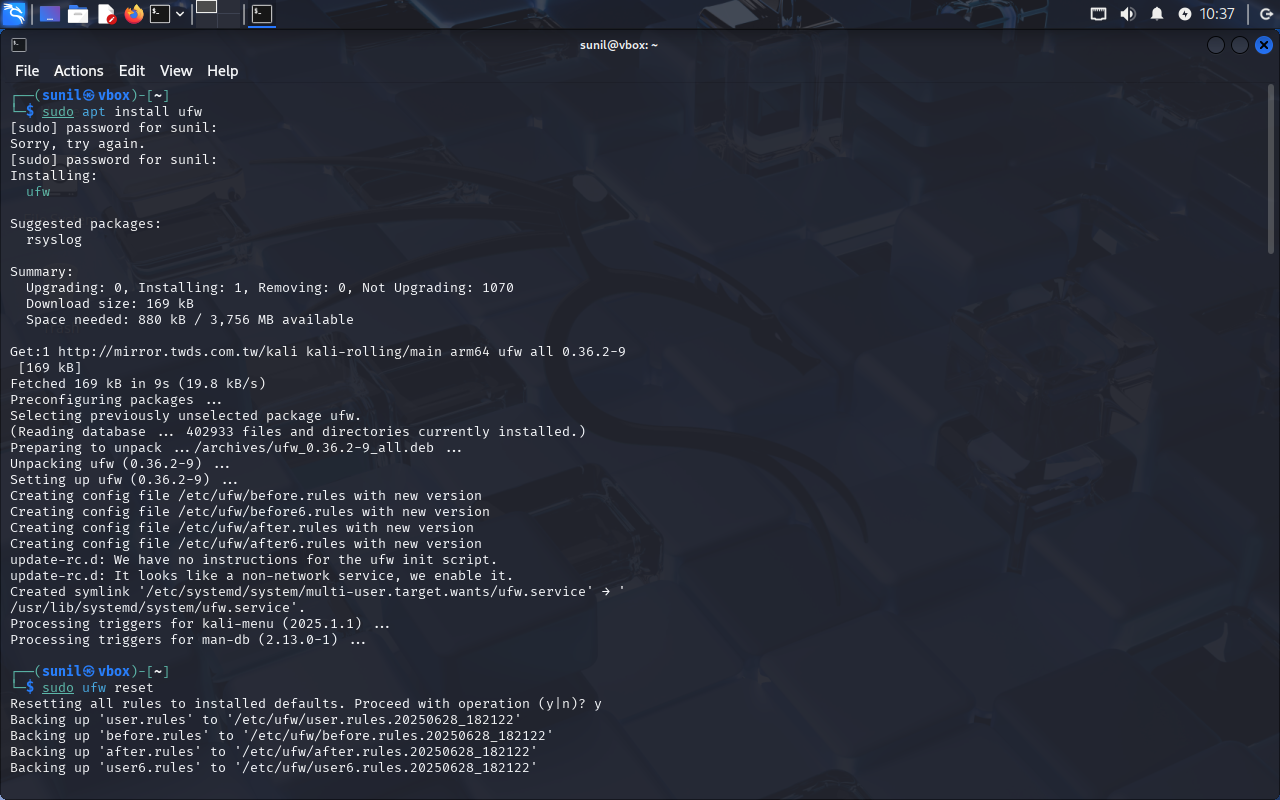 10:37
sunil@vbox: ~
File Actions Edit View Help
┌──(sunil㉿vbox)-[~]
└─$ sudo apt install ufw
[sudo] password for sunil:
Sorry, try again.
[sudo] password for sunil:
Installing:
  ufw
Suggested packages:
  rsyslog
Summary:
  Upgrading: 0, Installing: 1, Removing: 0, Not Upgrading: 1070
  Download size: 169 kB
  Space needed: 880 kB / 3,756 MB available
Get:1 http://mirror.twds.com.tw/kali kali-rolling/main arm64 ufw all 0.36.2-9
 [169 kB]
Fetched 169 kB in 9s (19.8 kB/s)
Preconfiguring packages ...
Selecting previously unselected package ufw.
(Reading database ... 402933 files and directories currently installed.)
Preparing to unpack .../archives/ufw_0.36.2-9_all.deb ...
Unpacking ufw (0.36.2-9) ...
Setting up ufw (0.36.2-9) ...
Creating config file /etc/ufw/before.rules with new version
Creating config file /etc/ufw/before6.rules with new version
Creating config file /etc/ufw/after.rules with new version
Creating config file /etc/ufw/after6.rules with new version
update-rc.d: We have no instructions for the ufw init script.
update-rc.d: It looks like a non-network service, we enable it.
Created symlink '/etc/systemd/system/multi-user.target.wants/ufw.service' → '
/usr/lib/systemd/system/ufw.service'.
Processing triggers for kali-menu (2025.1.1) ...
Processing triggers for man-db (2.13.0-1) ...
┌──(sunil㉿vbox)-[~]
└─$ sudo ufw reset
Resetting all rules to installed defaults. Proceed with operation (y|n)? y
Backing up 'user.rules' to '/etc/ufw/user.rules.20250628_182122'
Backing up 'before.rules' to '/etc/ufw/before.rules.20250628_182122'
Backing up 'after.rules' to '/etc/ufw/after.rules.20250628_182122'
Backing up 'user6.rules' to '/etc/ufw/user6.rules.20250628_182122'